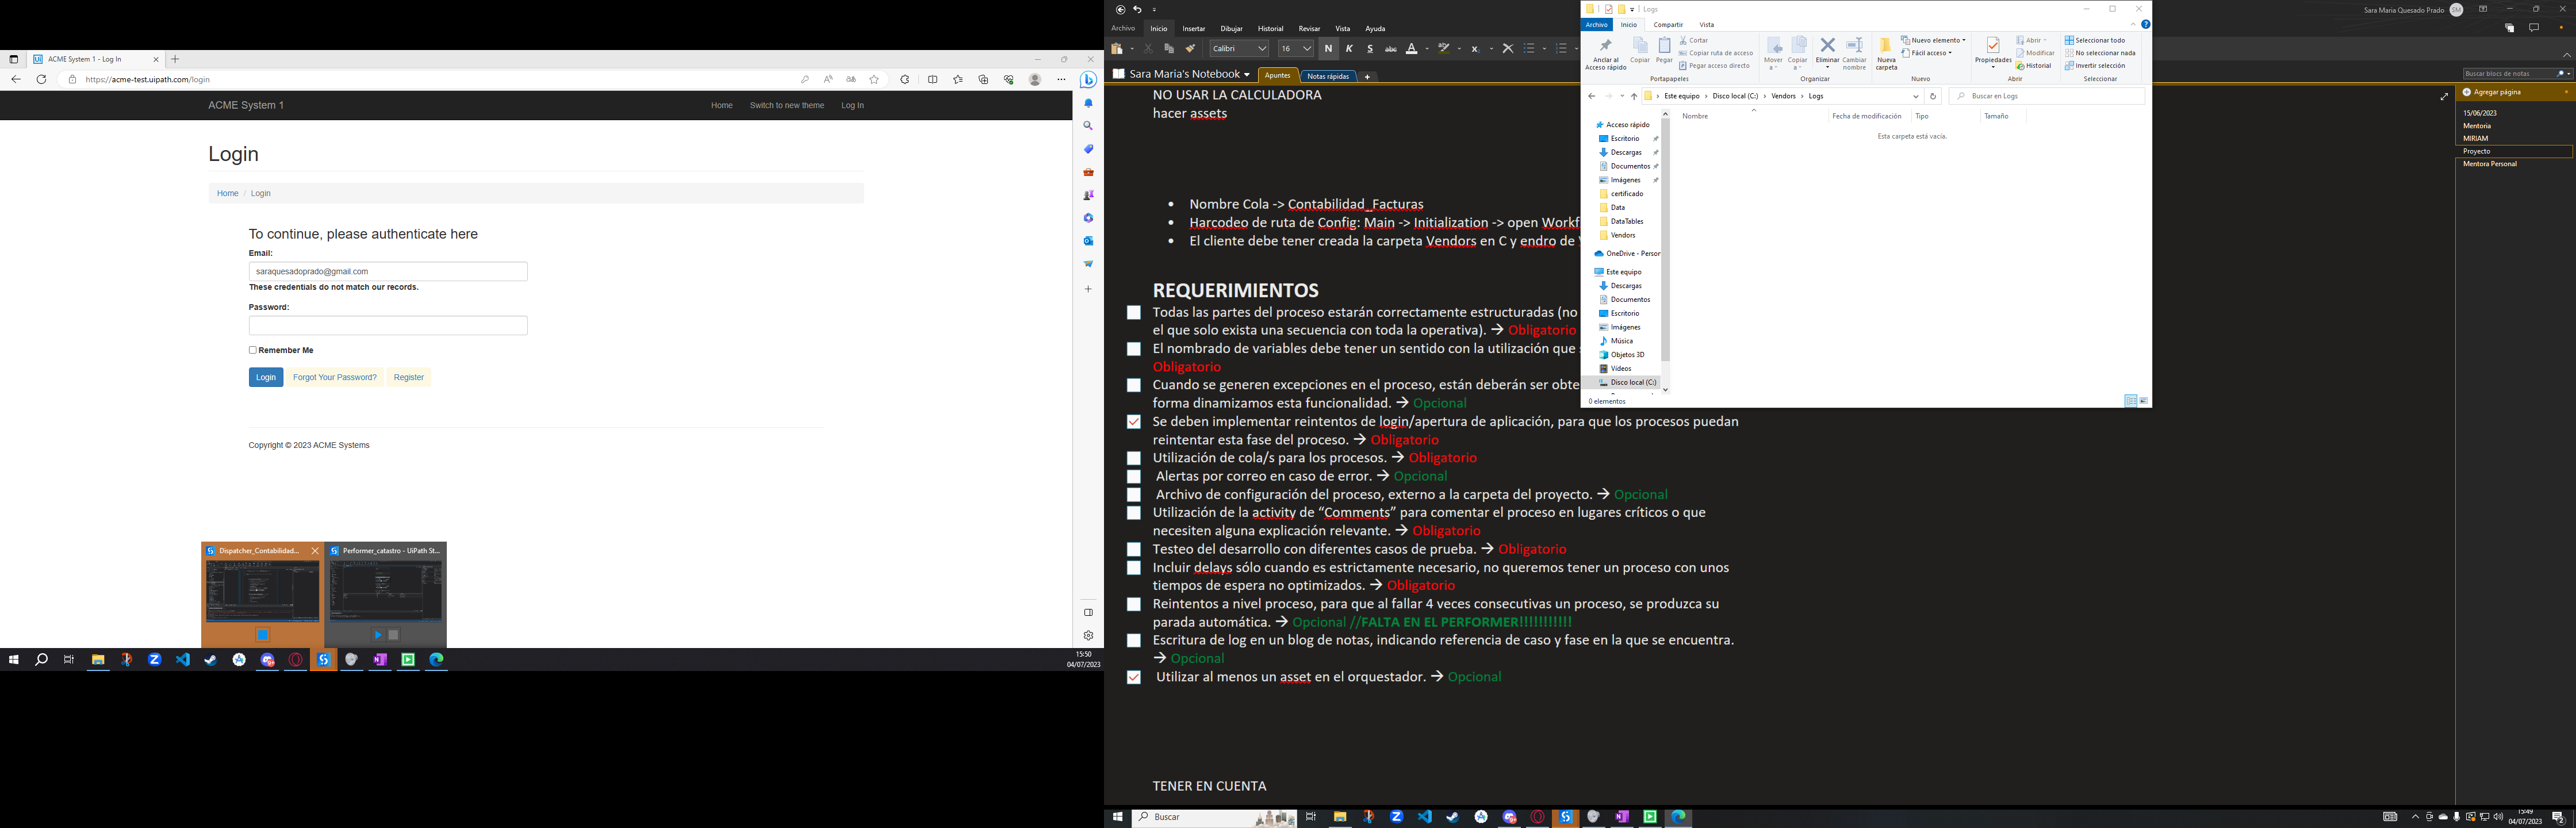 ACME System 1 - Log In
https://acme-test.uipath.com/login
ACME System 1
Home
Switch to new theme
Log In
Login
Home / Login
To continue, please authenticate here
Email:
saraquesadoprado@gmail.com
These credentials do not match our records.
Password:
Remember Me
Login
Forgot Your Password?
Register
Copyright © 2023 ACME Systems
Dispatcher_Contabilidad...
Performer_catastro - UiPath St...
15:50
04/07/2023
Sara Maria Quesado Prado
SM
Archivo
Inicio
Insertar
Dibujar
Historial
Revisar
Vista
Ayuda
Calibri
16
N
K
S
abc
Sara Maria's Notebook
Apuntes
Notas rápidas
Buscar blocs de notas
Agregar página
15/06/2023
Mentoria
MIRIAM
Proyecto
Mentora Personal
NO USAR LA CALCULADORA
hacer assets
• Nombre Cola -> Contabilidad_Facturas
• Harcodeo de ruta de Config: Main -> Initialization -> open Workf
• El cliente debe tener creada la carpeta Vendors en C y endro de
REQUERIMIENTOS
Todas las partes del proceso estarán correctamente estructuradas (no
el que solo exista una secuencia con toda la operativa). → Obligatorio
El nombrado de variables debe tener un sentido con la utilización que
Obligatorio
Cuando se generen excepciones en el proceso, están deberán ser obte
forma dinamizamos esta funcionalidad. → Opcional
Se deben implementar reintentos de login/apertura de aplicación, para que los procesos puedan
reintentar esta fase del proceso. → Obligatorio
Utilización de cola/s para los procesos. → Obligatorio
Alertas por correo en caso de error. → Opcional
Archivo de configuración del proceso, externo a la carpeta del proyecto. → Opcional
Utilización de la activity de “Comments” para comentar el proceso en lugares críticos o que
necesiten alguna explicación relevante. → Obligatorio
Testeo del desarrollo con diferentes casos de prueba. → Obligatorio
Incluir delays sólo cuando es estrictamente necesario, no queremos tener un proceso con unos
tiempos de espera no optimizados. → Obligatorio
Reintentos a nivel proceso, para que al fallar 4 veces consecutivas un proceso, se produzca su
parada automática. → Opcional //FALTA EN EL PERFORMER!!!!!!!!!!!
Escritura de log en un blog de notas, indicando referencia de caso y fase en la que se encuentra.
→ Opcional
Utilizar al menos un asset en el orquestador. → Opcional
TENER EN CUENTA
Logs
Archivo
Inicio
Compartir
Vista
Anclar al
Acceso rápido
Copiar
Pegar
Cortar
Copiar ruta de acceso
Pegar acceso directo
Portapapeles
Mover
a
Copiar
a
Eliminar
Cambiar
nombre
Organizar
Nueva
carpeta
Nuevo elemento
Fácil acceso
Nuevo
Propiedades
Abrir
Modificar
Historial
Abrir
Seleccionar todo
No seleccionar nada
Invertir selección
Seleccionar
Este equipo > Disco local (C:) > Vendors > Logs
Buscar en Logs
Nombre
Fecha de modificación
Tipo
Tamaño
Esta carpeta está vacía.
Acceso rápido
Escritorio
Descargas
Documentos
Imágenes
certificado
Data
DataTables
Vendors
OneDrive - Person
Este equipo
Descargas
Documentos
Escritorio
Imágenes
Música
Objetos 3D
Vídeos
Disco local (C:)
0 elementos
Buscar
15:49
04/07/2023
2